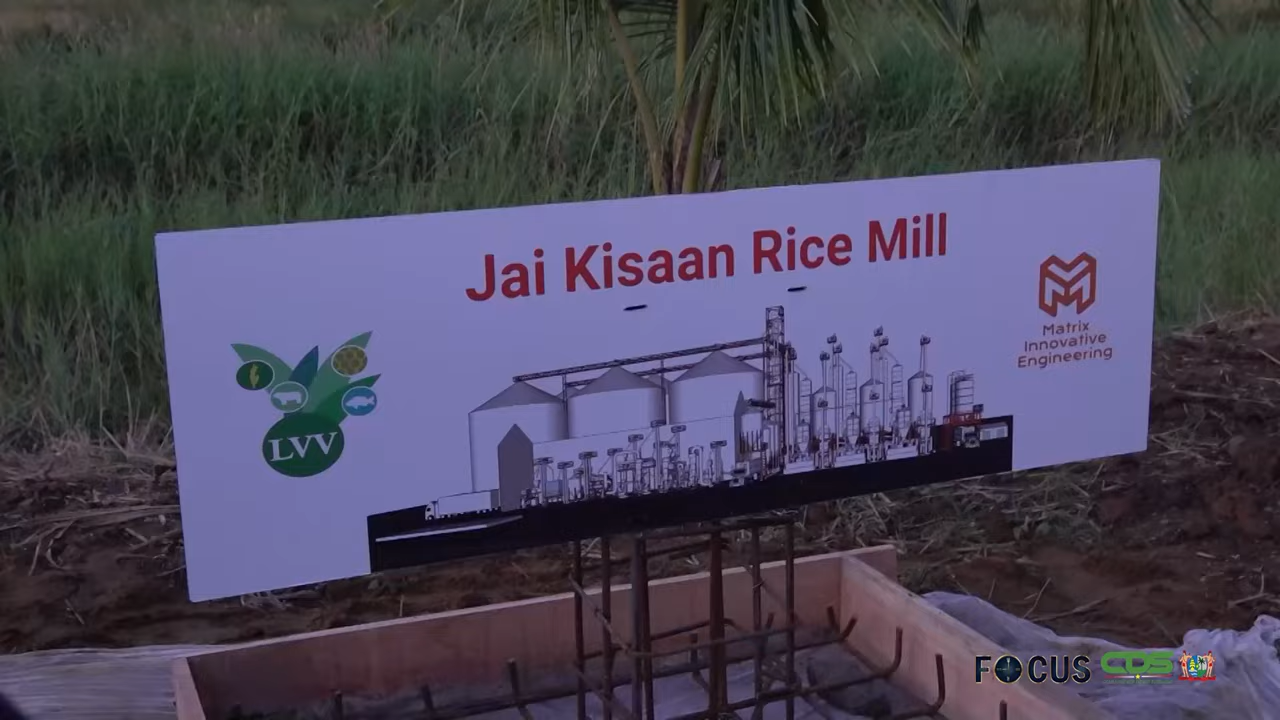 Jai Kisaan Rice Mill
LVV
Matrix
Innovative
Engineering
FOCUS CDS